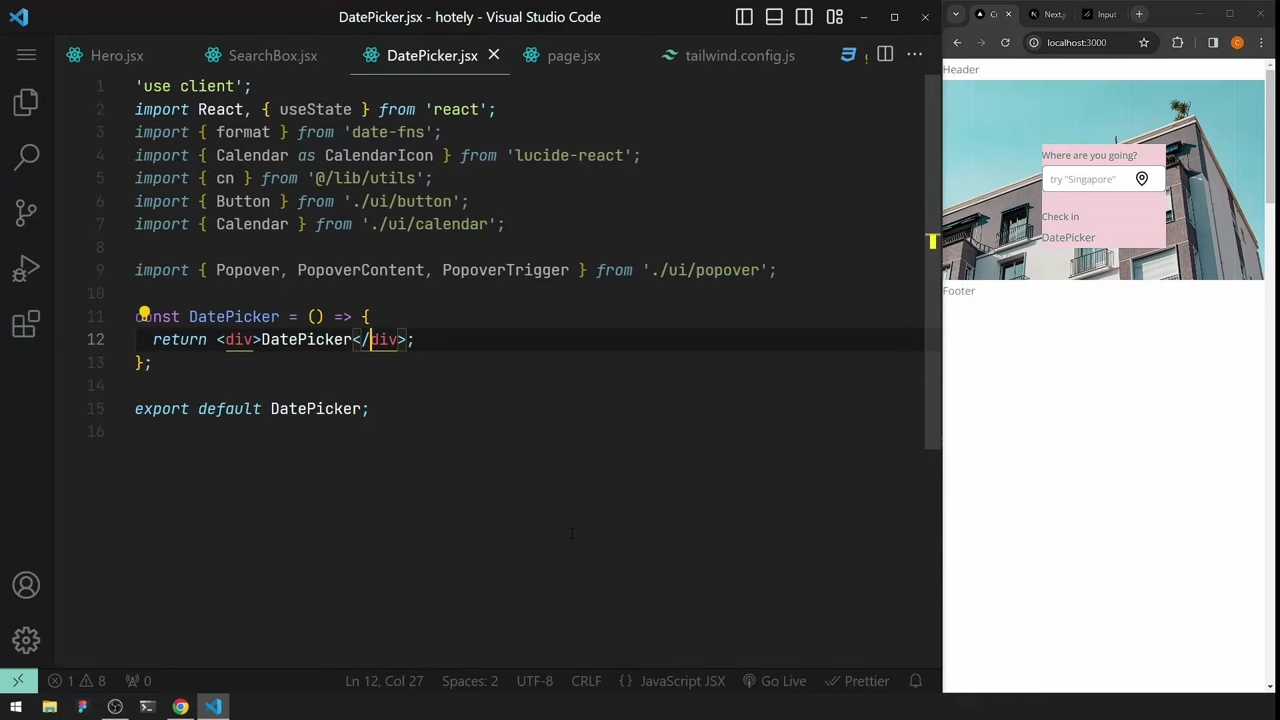 DatePicker.jsx - hotely - Visual Studio Code
Hero.jsx
SearchBox.jsx
DatePicker.jsx
page.jsx
tailwind.config.js
1 'use client';
2 import React, { useState } from 'react';
3 import { format } from 'date-fns';
4 import { Calendar as CalendarIcon } from 'lucide-react';
5 import { cn } from '@/lib/utils';
6 import { Button } from './ui/button';
7 import { Calendar } from './ui/calendar';
8
9 import { Popover, PopoverContent, PopoverTrigger } from './ui/popover';
10
11 const DatePicker = () => {
12 return <div>DatePicker</div>;
13 };
14
15 export default DatePicker;
16
1 8 0
Ln 12, Col 27
Spaces: 2
UTF-8
CRLF
{} JavaScript JSX
Go Live
Prettier
Next.
Input
localhost:3000
C
Header
Where are you going?
try "Singapore"
Check in
DatePicker
Footer